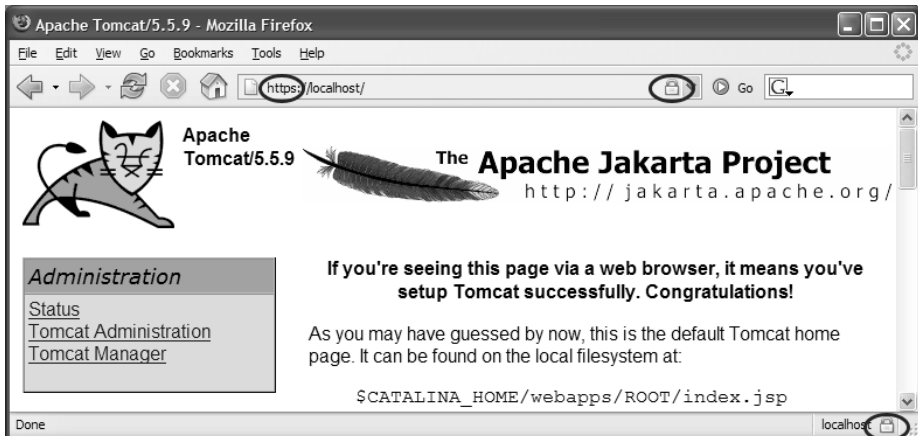 Apache Tomcat/5.5.9 - Mozilla Firefox
File Edit View Go Bookmarks Tools Help
https://localhost/ Go G
Apache
Tomcat/5.5.9
The Apache Jakarta Project
http://jakarta.apache.org/
Administration
Status
Tomcat Administration
Tomcat Manager
If you're seeing this page via a web browser, it means you've
setup Tomcat successfully. Congratulations!
As you may have guessed by now, this is the default Tomcat home
page. It can be found on the local filesystem at:
$CATALINA_HOME/webapps/ROOT/index.jsp
Done localhost